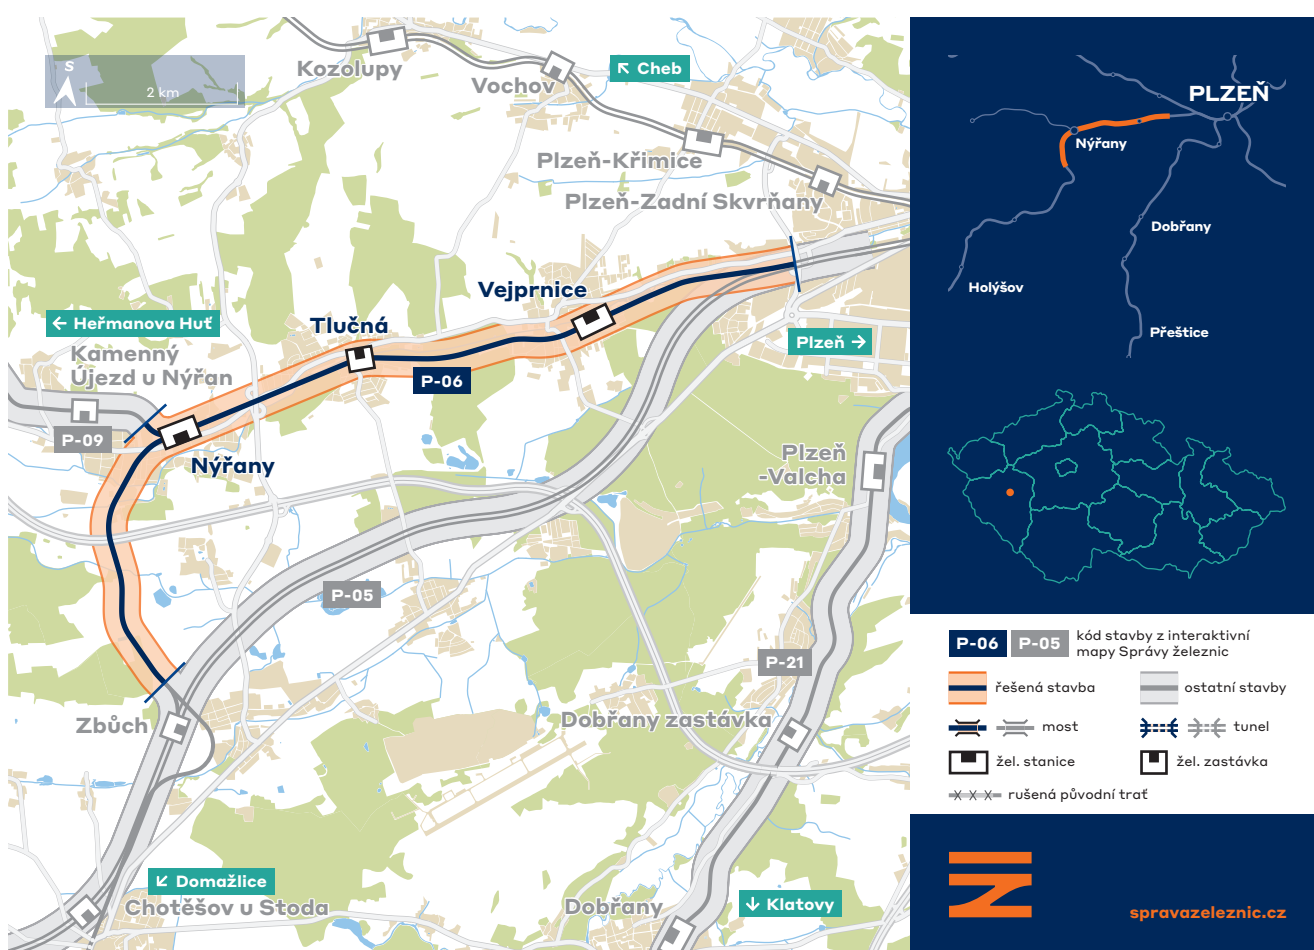 S
2 km
Kozolupy
Vochov
↖ Cheb
Plzeň-Křimice
Plzeň-Zadní Skvrňany
Vejprnice
Tlučná
← Heřmanova Huť
Kamenný
Újezd u Nýřan
Plzeň →
P-06
P-09
Nýřany
Plzeň
-Valcha
P-05
P-21
Zbůch
Dobřany zastávka
↙ Domažlice
Chotěšov u Stoda
Dobřany
↓ Klatovy
PLZEŇ
Nýřany
Dobřany
Holýšov
Přeštice
P-06 P-05 kód stavby z interaktivní
mapy Správy železnic
řešená stavba
ostatní stavby
most
tunel
žel. stanice
žel. zastávka
rušená původní trať
spravazeleznic.cz